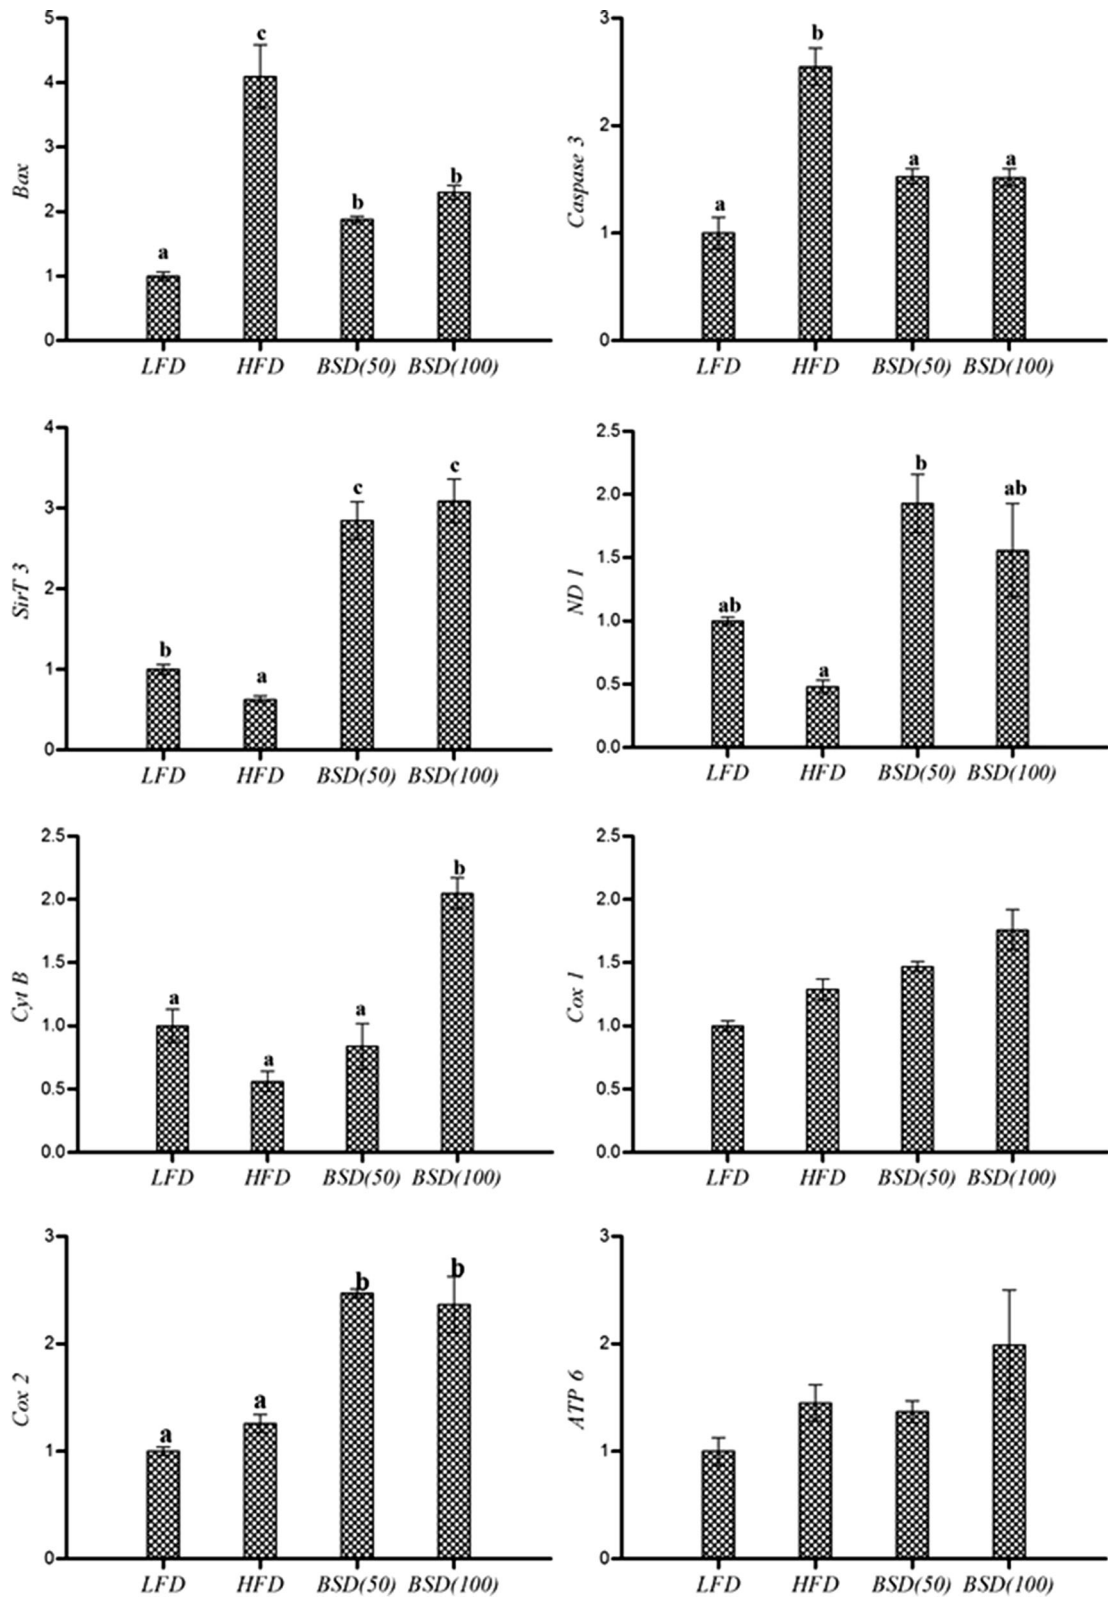 Bax
5
4
3
2
1
0
a
c
b
b
LFD HFD BSD(50) BSD(100)
Caspase 3
3
2
1
0
a
b
a
a
LFD HFD BSD(50) BSD(100)
SirT 3
4
3
2
1
0
b
a
c
c
LFD HFD BSD(50) BSD(100)
ND 1
2.5
2.0
1.5
1.0
0.5
0.0
ab
a
b
ab
LFD HFD BSD(50) BSD(100)
Cyt B
2.5
2.0
1.5
1.0
0.5
0.0
a
a
a
b
LFD HFD BSD(50) BSD(100)
Cox 1
2.5
2.0
1.5
1.0
0.5
0.0
LFD HFD BSD(50) BSD(100)
Cox 2
3
2
1
0
a
a
b
b
LFD HFD BSD(50) BSD(100)
ATP 6
3
2
1
0
LFD HFD BSD(50) BSD(100)